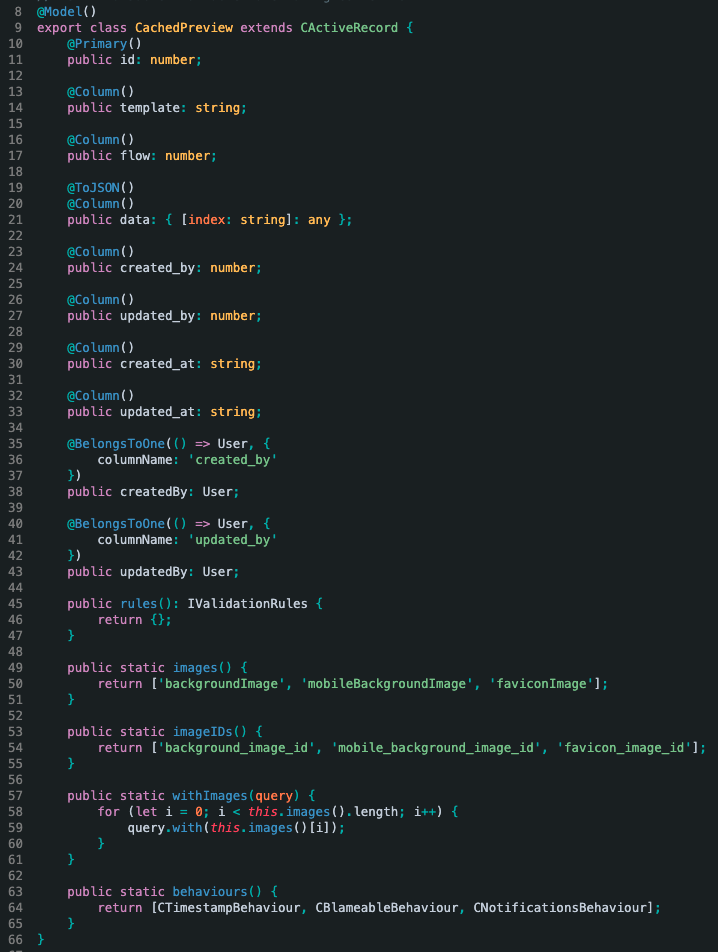 8 @Model()
9 export class CachedPreview extends CActiveRecord {
10     @Primary()
11     public id: number;
12
13     @Column()
14     public template: string;
15
16     @Column()
17     public flow: number;
18
19     @ToJSON()
20     @Column()
21     public data: { [index: string]: any };
22
23     @Column()
24     public created_by: number;
25
26     @Column()
27     public updated_by: number;
28
29     @Column()
30     public created_at: string;
31
32     @Column()
33     public updated_at: string;
34
35     @BelongsToOne(() => User, {
36         columnName: 'created_by'
37     })
38     public createdBy: User;
39
40     @BelongsToOne(() => User, {
41         columnName: 'updated_by'
42     })
43     public updatedBy: User;
44
45     public rules(): IValidationRules {
46         return {};
47     }
48
49     public static images() {
50         return ['backgroundImage', 'mobileBackgroundImage', 'faviconImage'];
51     }
52
53     public static imageIDs() {
54         return ['background_image_id', 'mobile_background_image_id', 'favicon_image_id'];
55     }
56
57     public static withImages(query) {
58         for (let i = 0; i < this.images().length; i++) {
59             query.with(this.images()[i]);
60         }
61     }
62
63     public static behaviours() {
64         return [CTimestampBehaviour, CBlameableBehaviour, CNotificationsBehaviour];
65     }
66 }